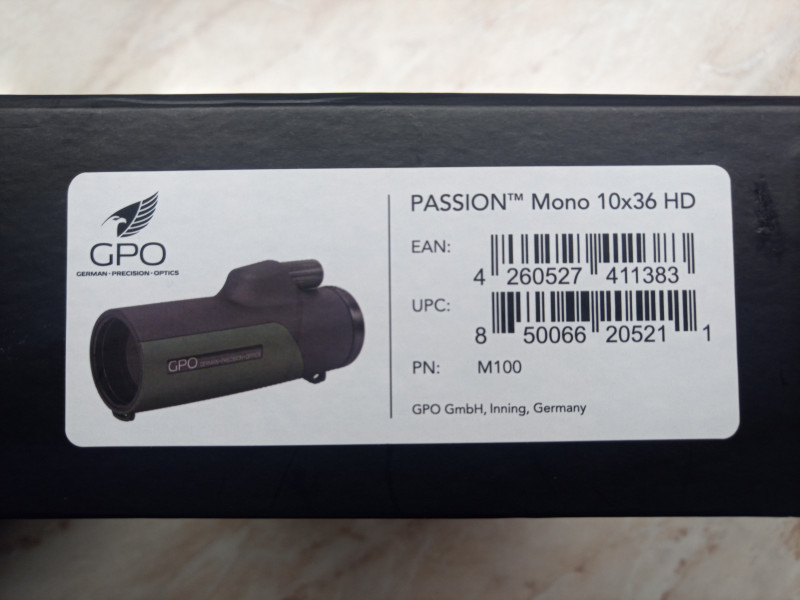 GPO
GERMAN·PRECISION·OPTICS
GPO
PASSION™ Mono 10x36 HD
EAN:
4 260527 411383
UPC:
8 50066 20521 1
PN: M100
GPO GmbH, Inning, Germany